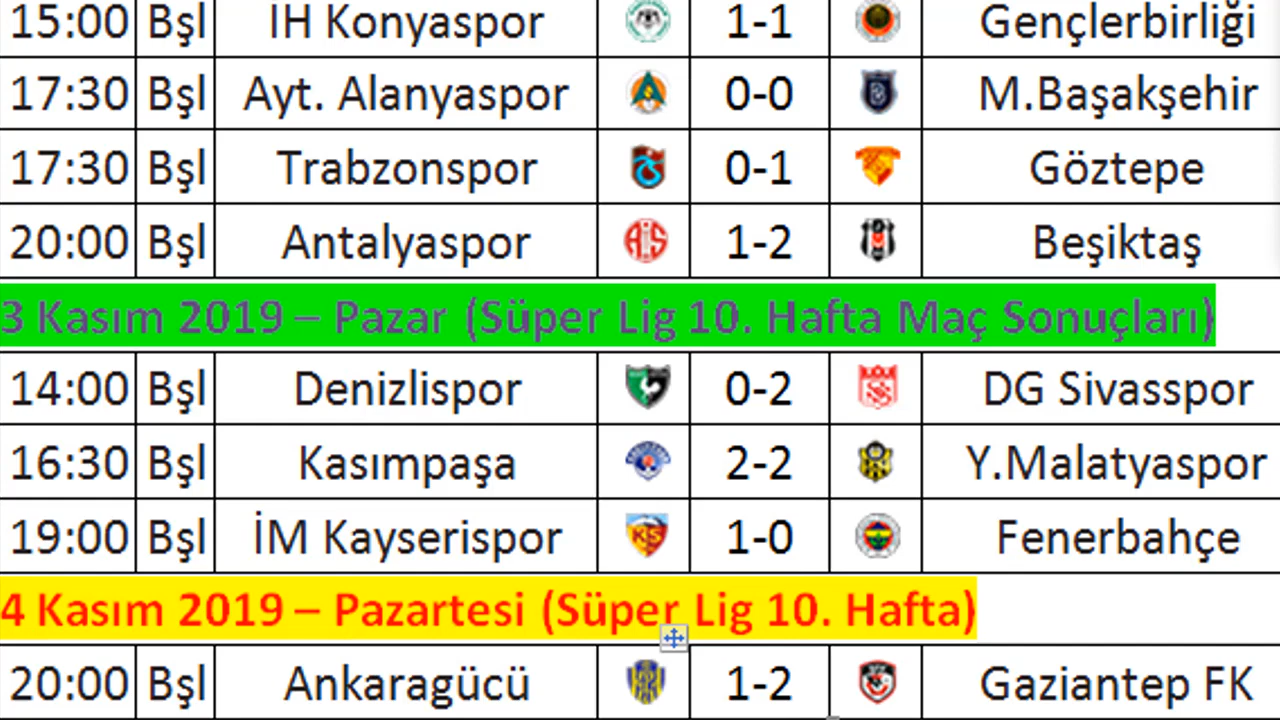 15:00 Bşl IH Konyaspor 1-1 Gençlerbirliği
17:30 Bşl Ayt. Alanyaspor 0-0 M.Başakşehir
17:30 Bşl Trabzonspor 0-1 Göztepe
20:00 Bşl Antalyaspor 1-2 Beşiktaş
3 Kasım 2019 – Pazar (Süper Lig 10. Hafta Maç Sonuçları)
14:00 Bşl Denizlispor 0-2 DG Sivasspor
16:30 Bşl Kasımpaşa 2-2 Y.Malatyaspor
19:00 Bşl İM Kayserispor 1-0 Fenerbahçe
4 Kasım 2019 – Pazartesi (Süper Lig 10. Hafta)
20:00 Bşl Ankaragücü 1-2 Gaziantep FK